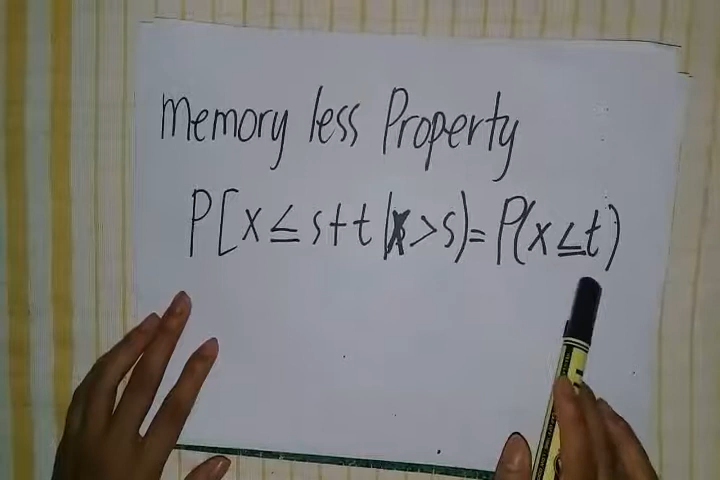 Memory less Property
P[x ≤ s+t | x > s) = P(x ≤ t)